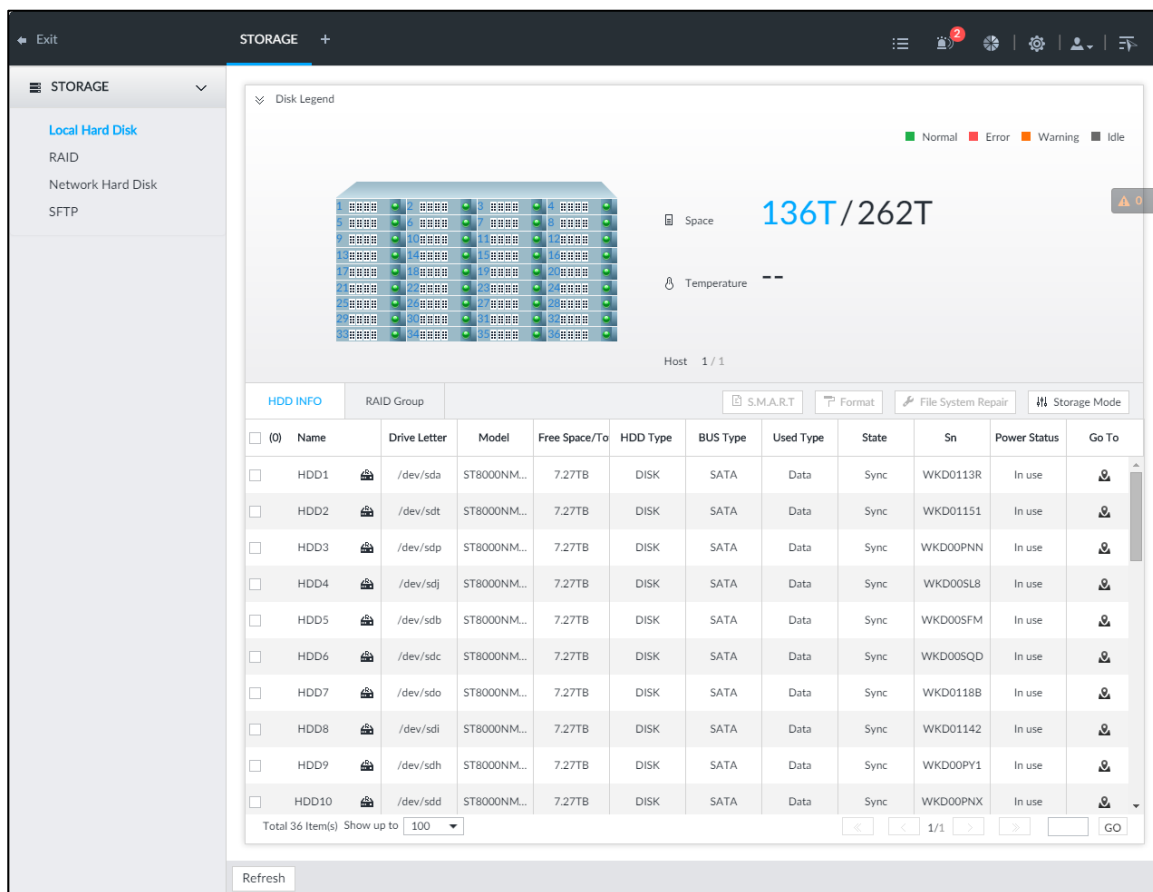 Exit STORAGE + 2
STORAGE
Disk Legend
Local Hard Disk
RAID
Network Hard Disk
SFTP
Normal Error Warning Idle
0
1 2 3 4
5 6 7 8
9 10 11 12
13 14 15 16
17 18 19 20
21 22 23 24
25 26 27 28
29 30 31 32
33 34 35 36
Space 136T/262T
Temperature --
Host 1 / 1
HDD INFO RAID Group S.M.A.R.T Format File System Repair Storage Mode
(0) Name Drive Letter Model Free Space/To HDD Type BUS Type Used Type State Sn Power Status Go To
HDD1 /dev/sda ST8000NM... 7.27TB DISK SATA Data Sync WKD0113R In use
HDD2 /dev/sdt ST8000NM... 7.27TB DISK SATA Data Sync WKD01151 In use
HDD3 /dev/sdp ST8000NM... 7.27TB DISK SATA Data Sync WKD00PNN In use
HDD4 /dev/sdj ST8000NM... 7.27TB DISK SATA Data Sync WKD00SL8 In use
HDD5 /dev/sdb ST8000NM... 7.27TB DISK SATA Data Sync WKD00SFM In use
HDD6 /dev/sdc ST8000NM... 7.27TB DISK SATA Data Sync WKD00SQD In use
HDD7 /dev/sdo ST8000NM... 7.27TB DISK SATA Data Sync WKD0118B In use
HDD8 /dev/sdi ST8000NM... 7.27TB DISK SATA Data Sync WKD01142 In use
HDD9 /dev/sdh ST8000NM... 7.27TB DISK SATA Data Sync WKD00PY1 In use
HDD10 /dev/sdd ST8000NM... 7.27TB DISK SATA Data Sync WKD00PNX In use
Total 36 Item(s) Show up to 100 1/1 GO
Refresh